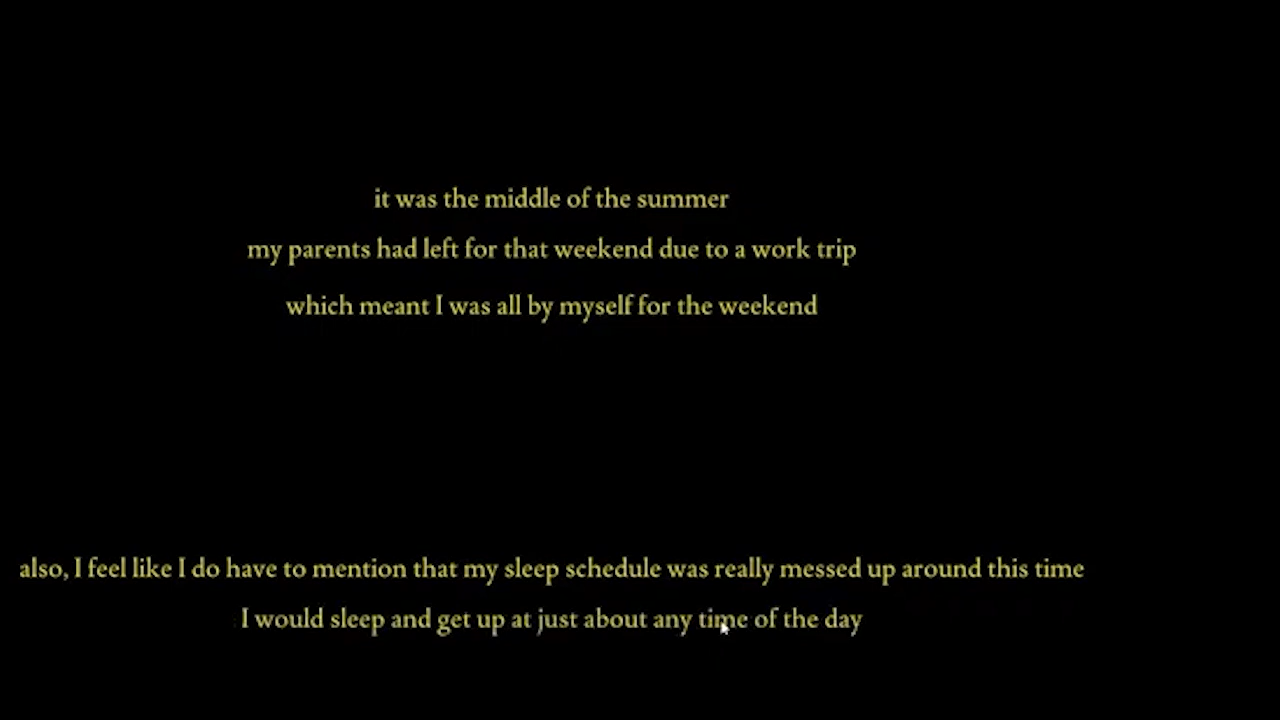 it was the middle of the summer
my parents had left for that weekend due to a work trip
which meant I was all by myself for the weekend
also, I feel like I do have to mention that my sleep schedule was really messed up around this time
I would sleep and get up at just about any time of the day